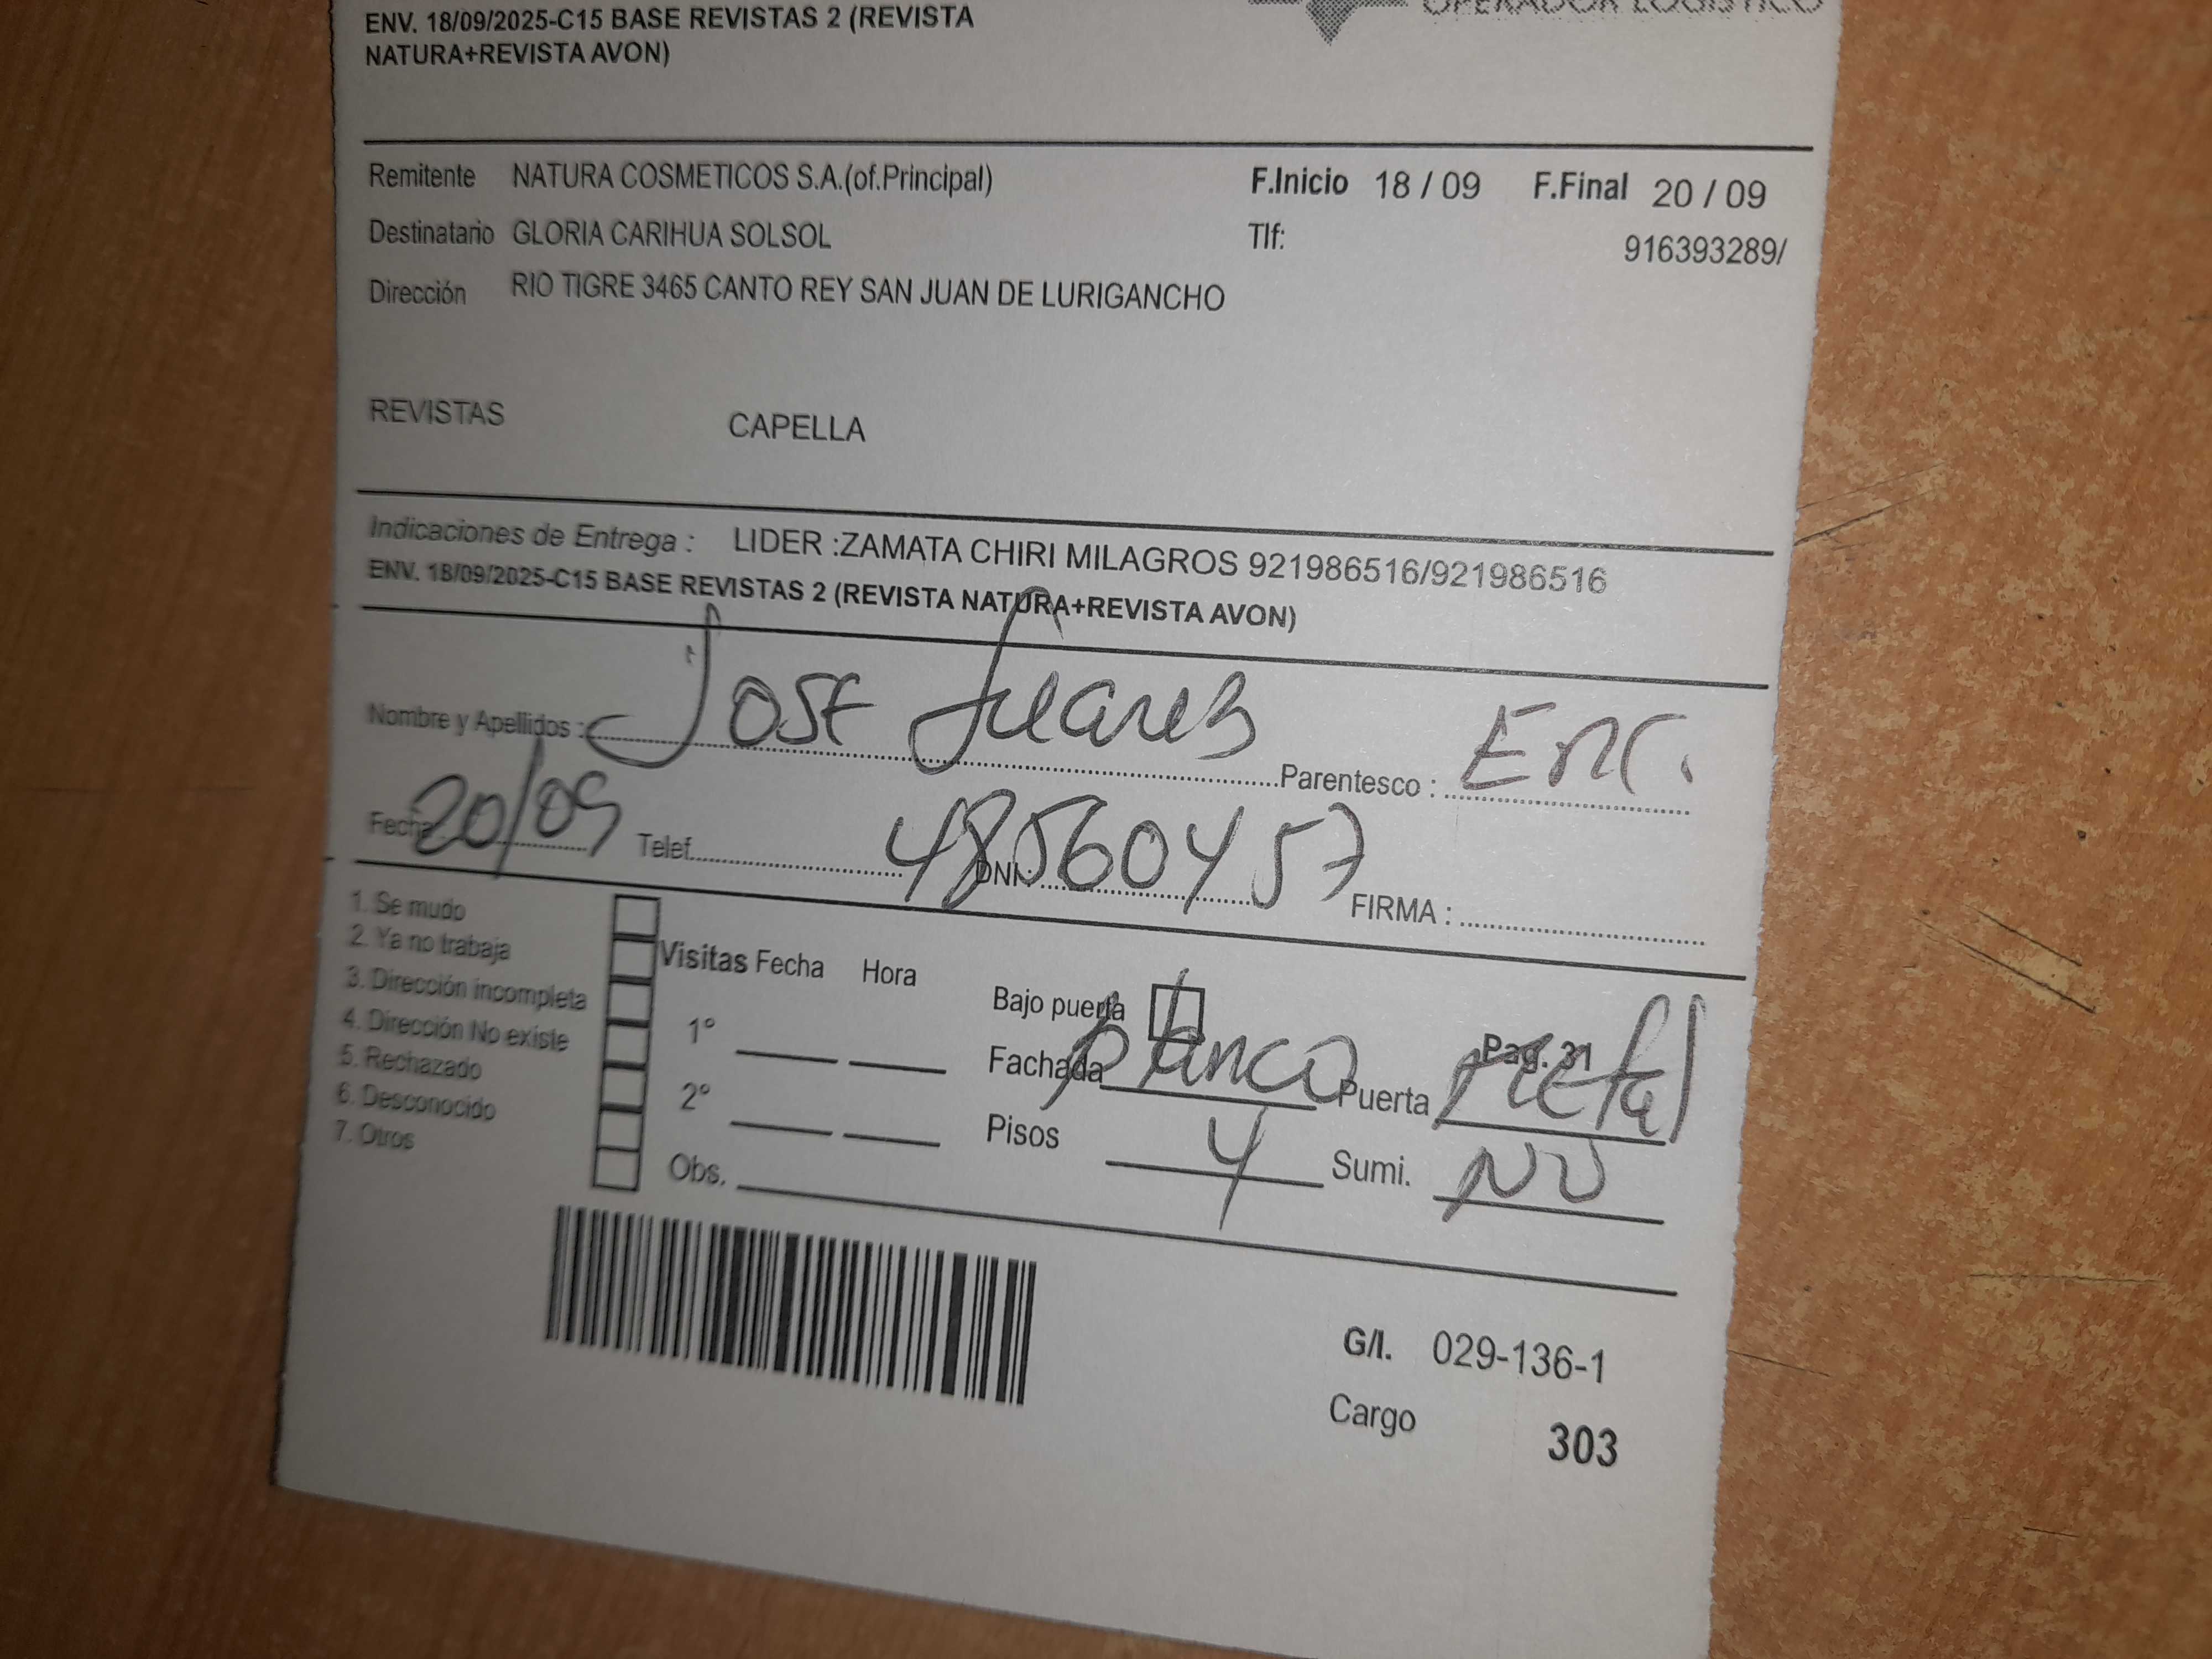 ENV. 18/09/2025-C15 BASE REVISTAS 2 (REVISTA
NATURA+REVISTA AVON)
OPERADOR LOGISTICO
Remitente NATURA COSMETICOS S.A.(of.Principal) F.Inicio 18 / 09 F.Final 20 / 09
Destinatario GLORIA CARIHUA SOLSOL Tlf: 916393289/
Dirección RIO TIGRE 3465 CANTO REY SAN JUAN DE LURIGANCHO
REVISTAS CAPELLA
Indicaciones de Entrega : LIDER :ZAMATA CHIRI MILAGROS 921986516/921986516
ENV. 18/09/2025-C15 BASE REVISTAS 2 (REVISTA NATURA+REVISTA AVON)
Nombre y Apellidos : JOSE Juarez Parentesco : Enc.
Fecha 20/09 Telef. DNI 48560457 FIRMA :
1. Se mudo
2. Ya no trabaja
3. Dirección incompleta
4. Dirección No existe
5. Rechazado
6. Desconocido
7. Otros
Visitas Fecha Hora
1°
2°
Obs.
Bajo puerta Pag. 31
Fachada blanco Puerta Metal
Pisos 4 Sumi. NO
G/I. 029-136-1
Cargo 303